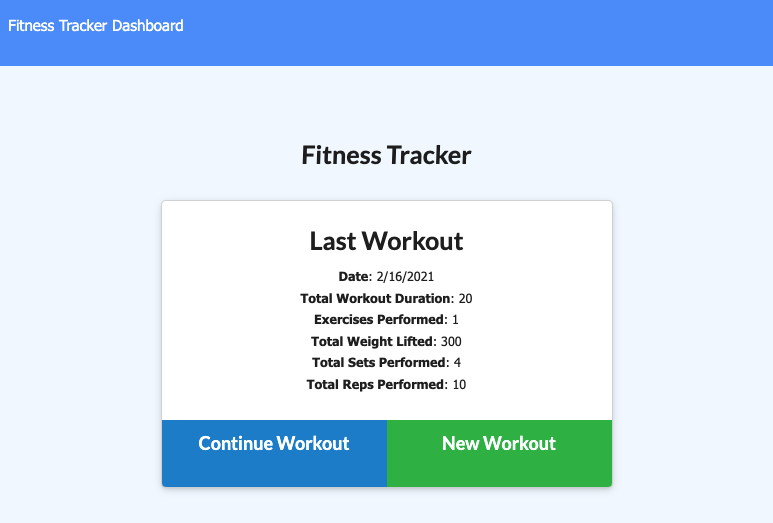 Fitness Tracker Dashboard
Fitness Tracker
Last Workout
Date: 2/16/2021
Total Workout Duration: 20
Exercises Performed: 1
Total Weight Lifted: 300
Total Sets Performed: 4
Total Reps Performed: 10
Continue Workout
New Workout